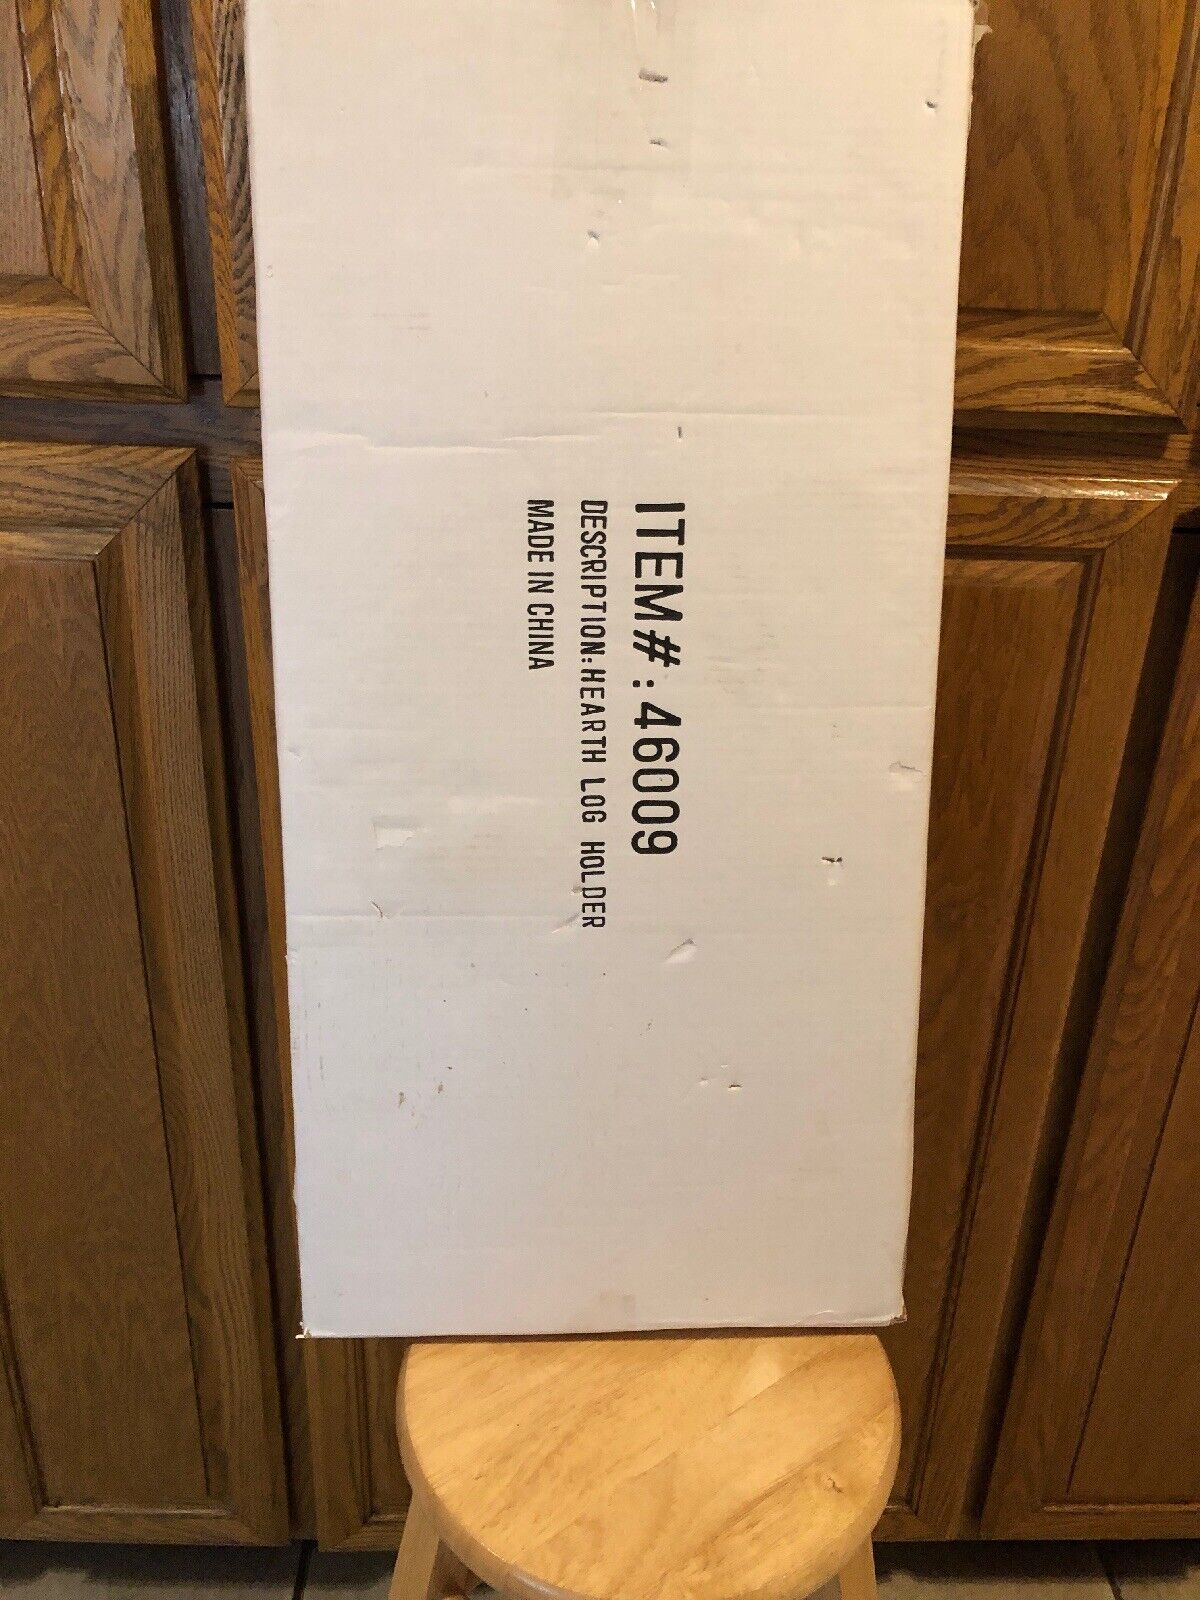 ITEM#:46009
DESCRIPTION:HEARTH LOG HOLDER
MADE IN CHINA